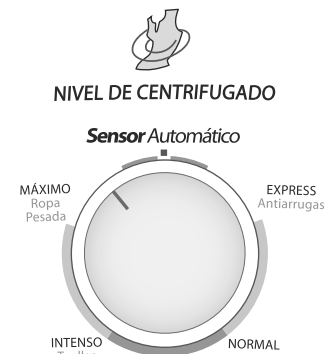 NIVEL DE CENTRIFUGADO
Sensor Automático
MÁXIMO
Ropa
Pesada
EXPRESS
Antiarrugas
INTENSO
NORMAL